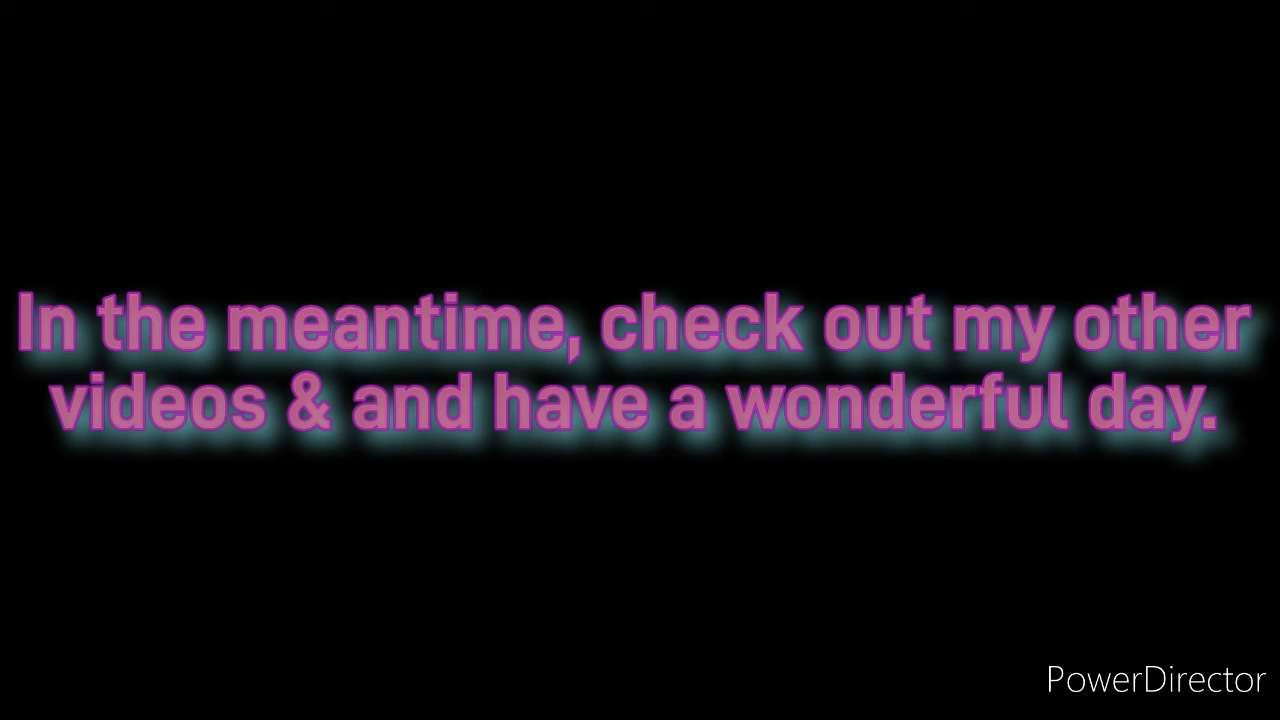 In the meantime, check out my other
videos & and have a wonderful day.
PowerDirector